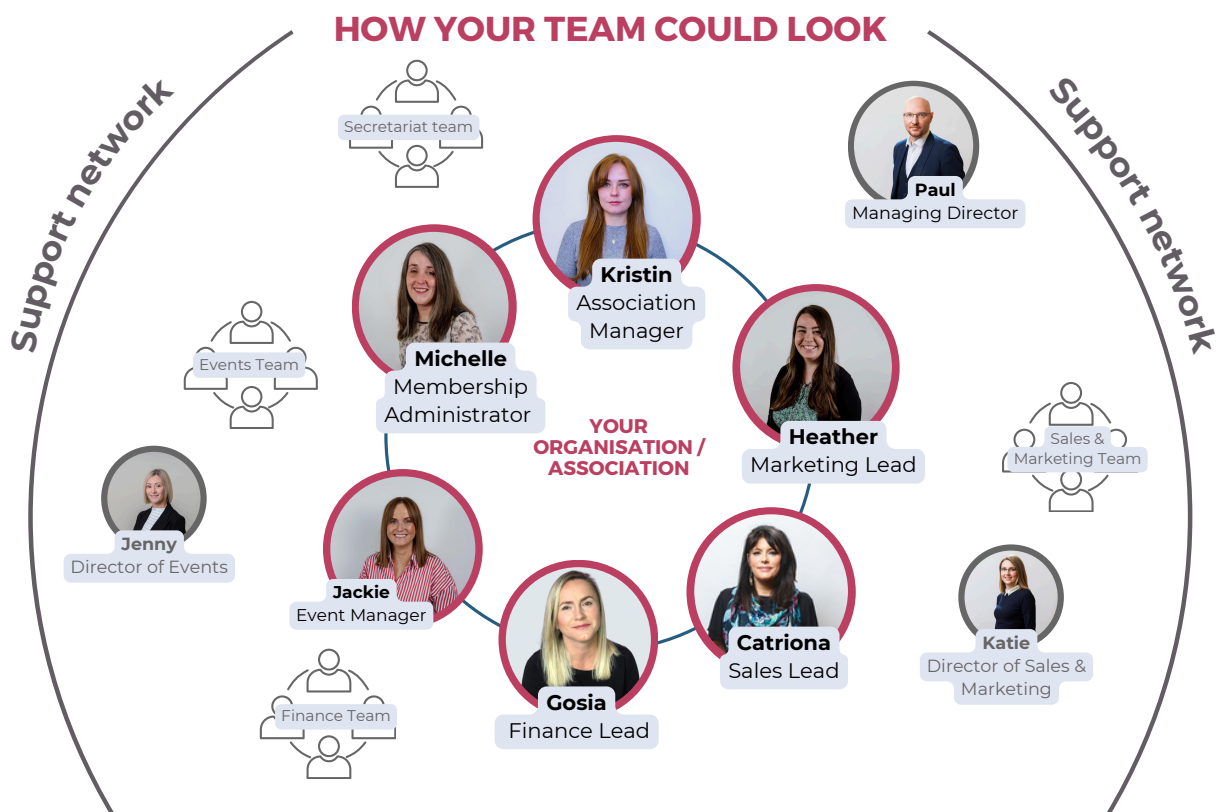 HOW YOUR TEAM COULD LOOK
Support network
Support network
Secretariat team
Paul
Managing Director
Kristin
Association
Manager
Michelle
Membership
Administrator
Heather
Marketing Lead
Events Team
YOUR
ORGANISATION /
ASSOCIATION
Sales &
Marketing Team
Jenny
Director of Events
Jackie
Event Manager
Catriona
Sales Lead
Katie
Director of Sales &
Marketing
Gosia
Finance Lead
Finance Team